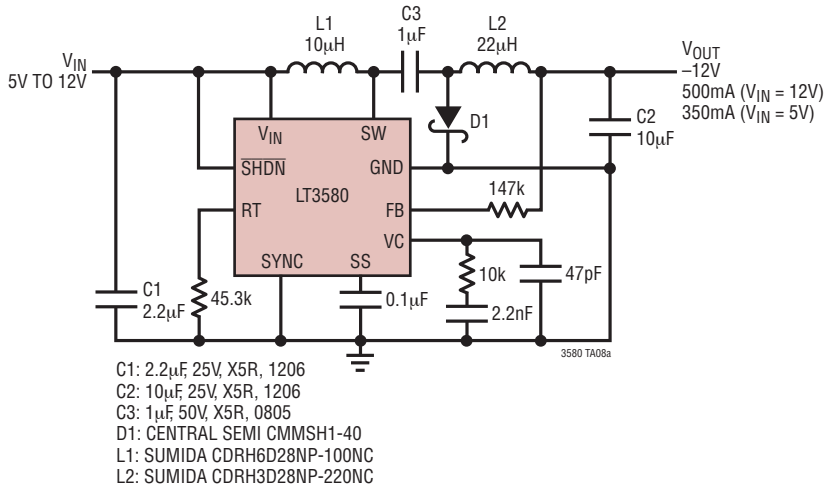 C3
1µF
L1
10µH
L2
22µH
VIN
5V TO 12V
VOUT
–12V
500mA (VIN = 12V)
350mA (VIN = 5V)
D1
C2
10µF
VIN
SW
SHDN
GND
LT3580
147k
RT
FB
VC
SYNC
SS
C1
2.2µF
45.3k
0.1µF
10k
47pF
2.2nF
3580 TA08a
C1: 2.2µF, 25V, X5R, 1206
C2: 10µF, 25V, X5R, 1206
C3: 1µF, 50V, X5R, 0805
D1: CENTRAL SEMI CMMSH1-40
L1: SUMIDA CDRH6D28NP-100NC
L2: SUMIDA CDRH3D28NP-220NC